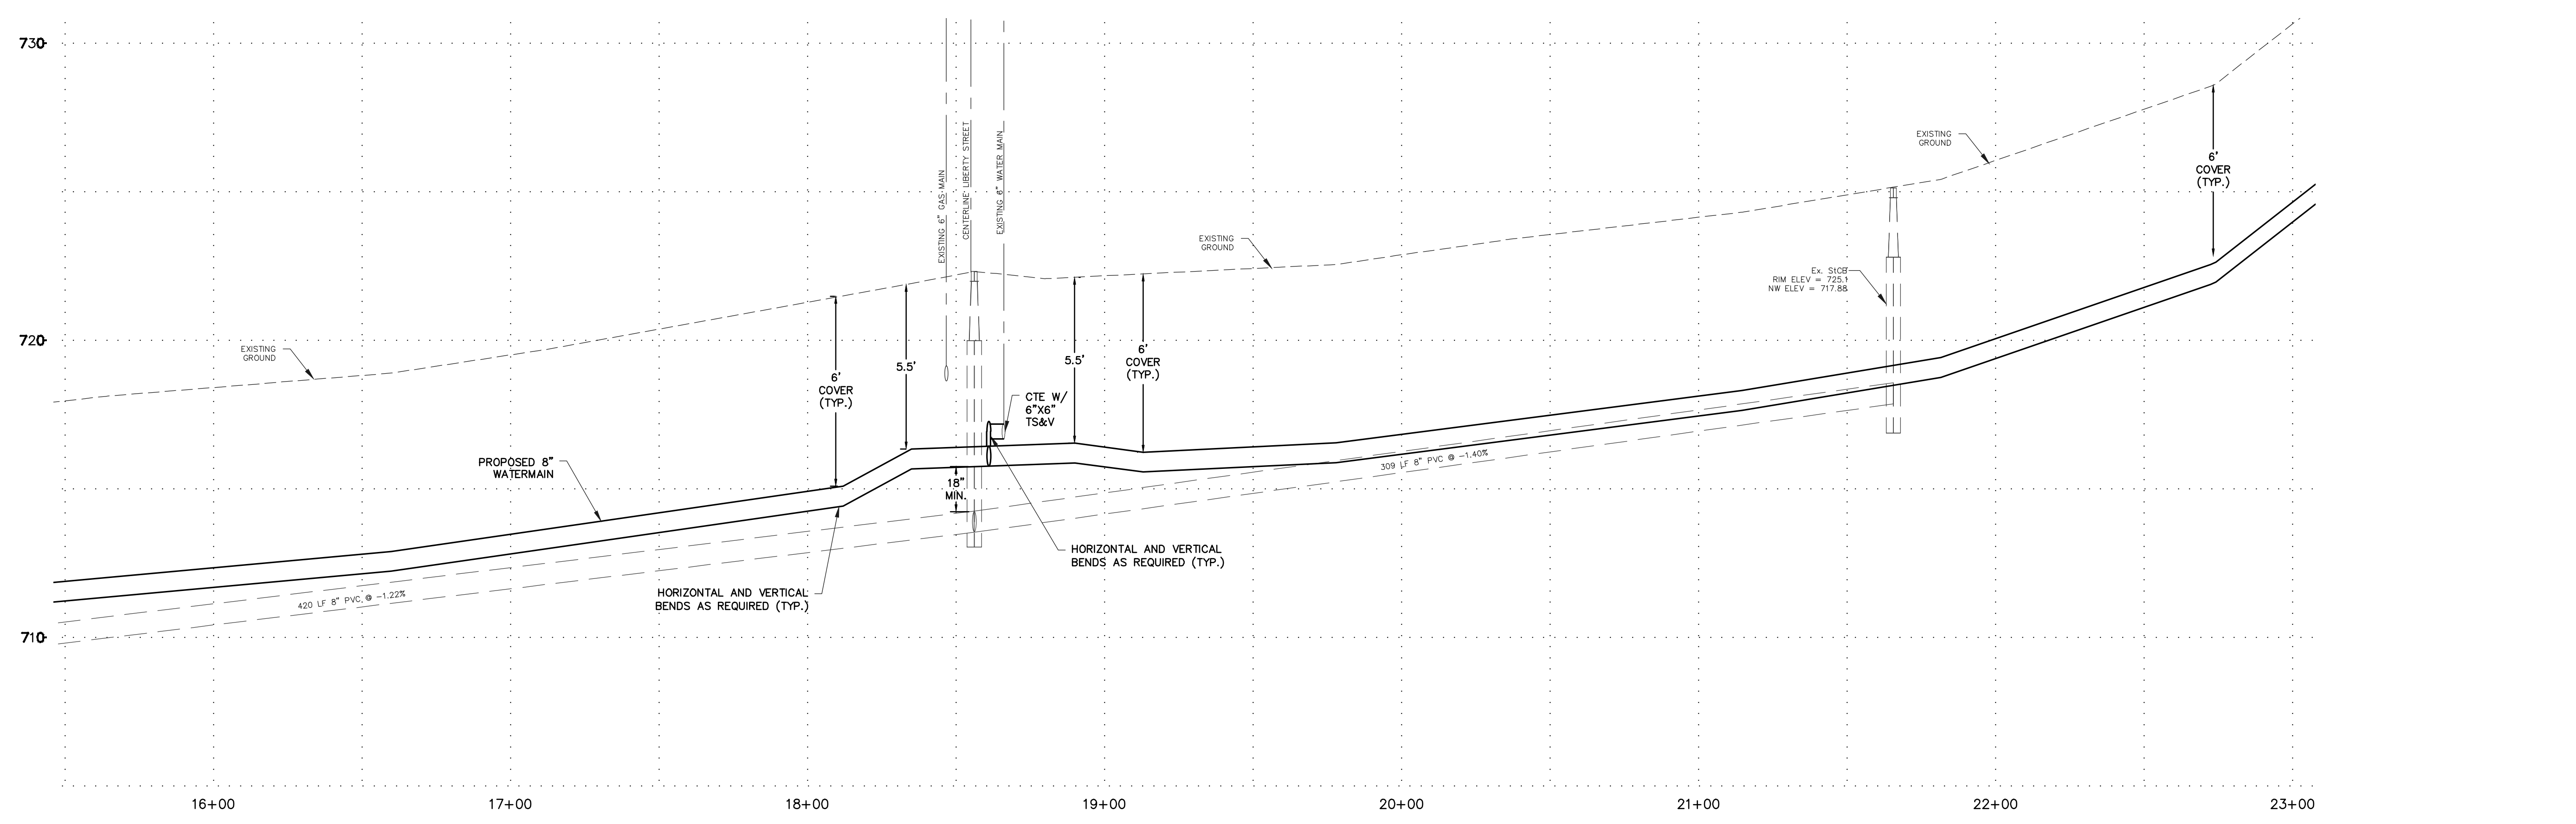 730
EXISTING 6" GAS MAIN
CENTERLINE LIBERTY STREET
EXISTING 6" WATER MAIN
EXISTING
GROUND
6'
COVER
(TYP.)
EXISTING
GROUND
Ex. StCB
RIM ELEV = 725.1
NW ELEV = 717.88
720
EXISTING
GROUND
6'
COVER
(TYP.)
5.5'
5.5'
6'
COVER
(TYP.)
CTE W/
6"X6"
TS&V
PROPOSED 8"
WATERMAIN
18"
MIN.
309 LF 8" PVC @ -1.40%
HORIZONTAL AND VERTICAL
BENDS AS REQUIRED (TYP.)
HORIZONTAL AND VERTICAL
BENDS AS REQUIRED (TYP.)
420 LF 8" PVC @ -1.22%
710
16+00 17+00 18+00 19+00 20+00 21+00 22+00 23+00